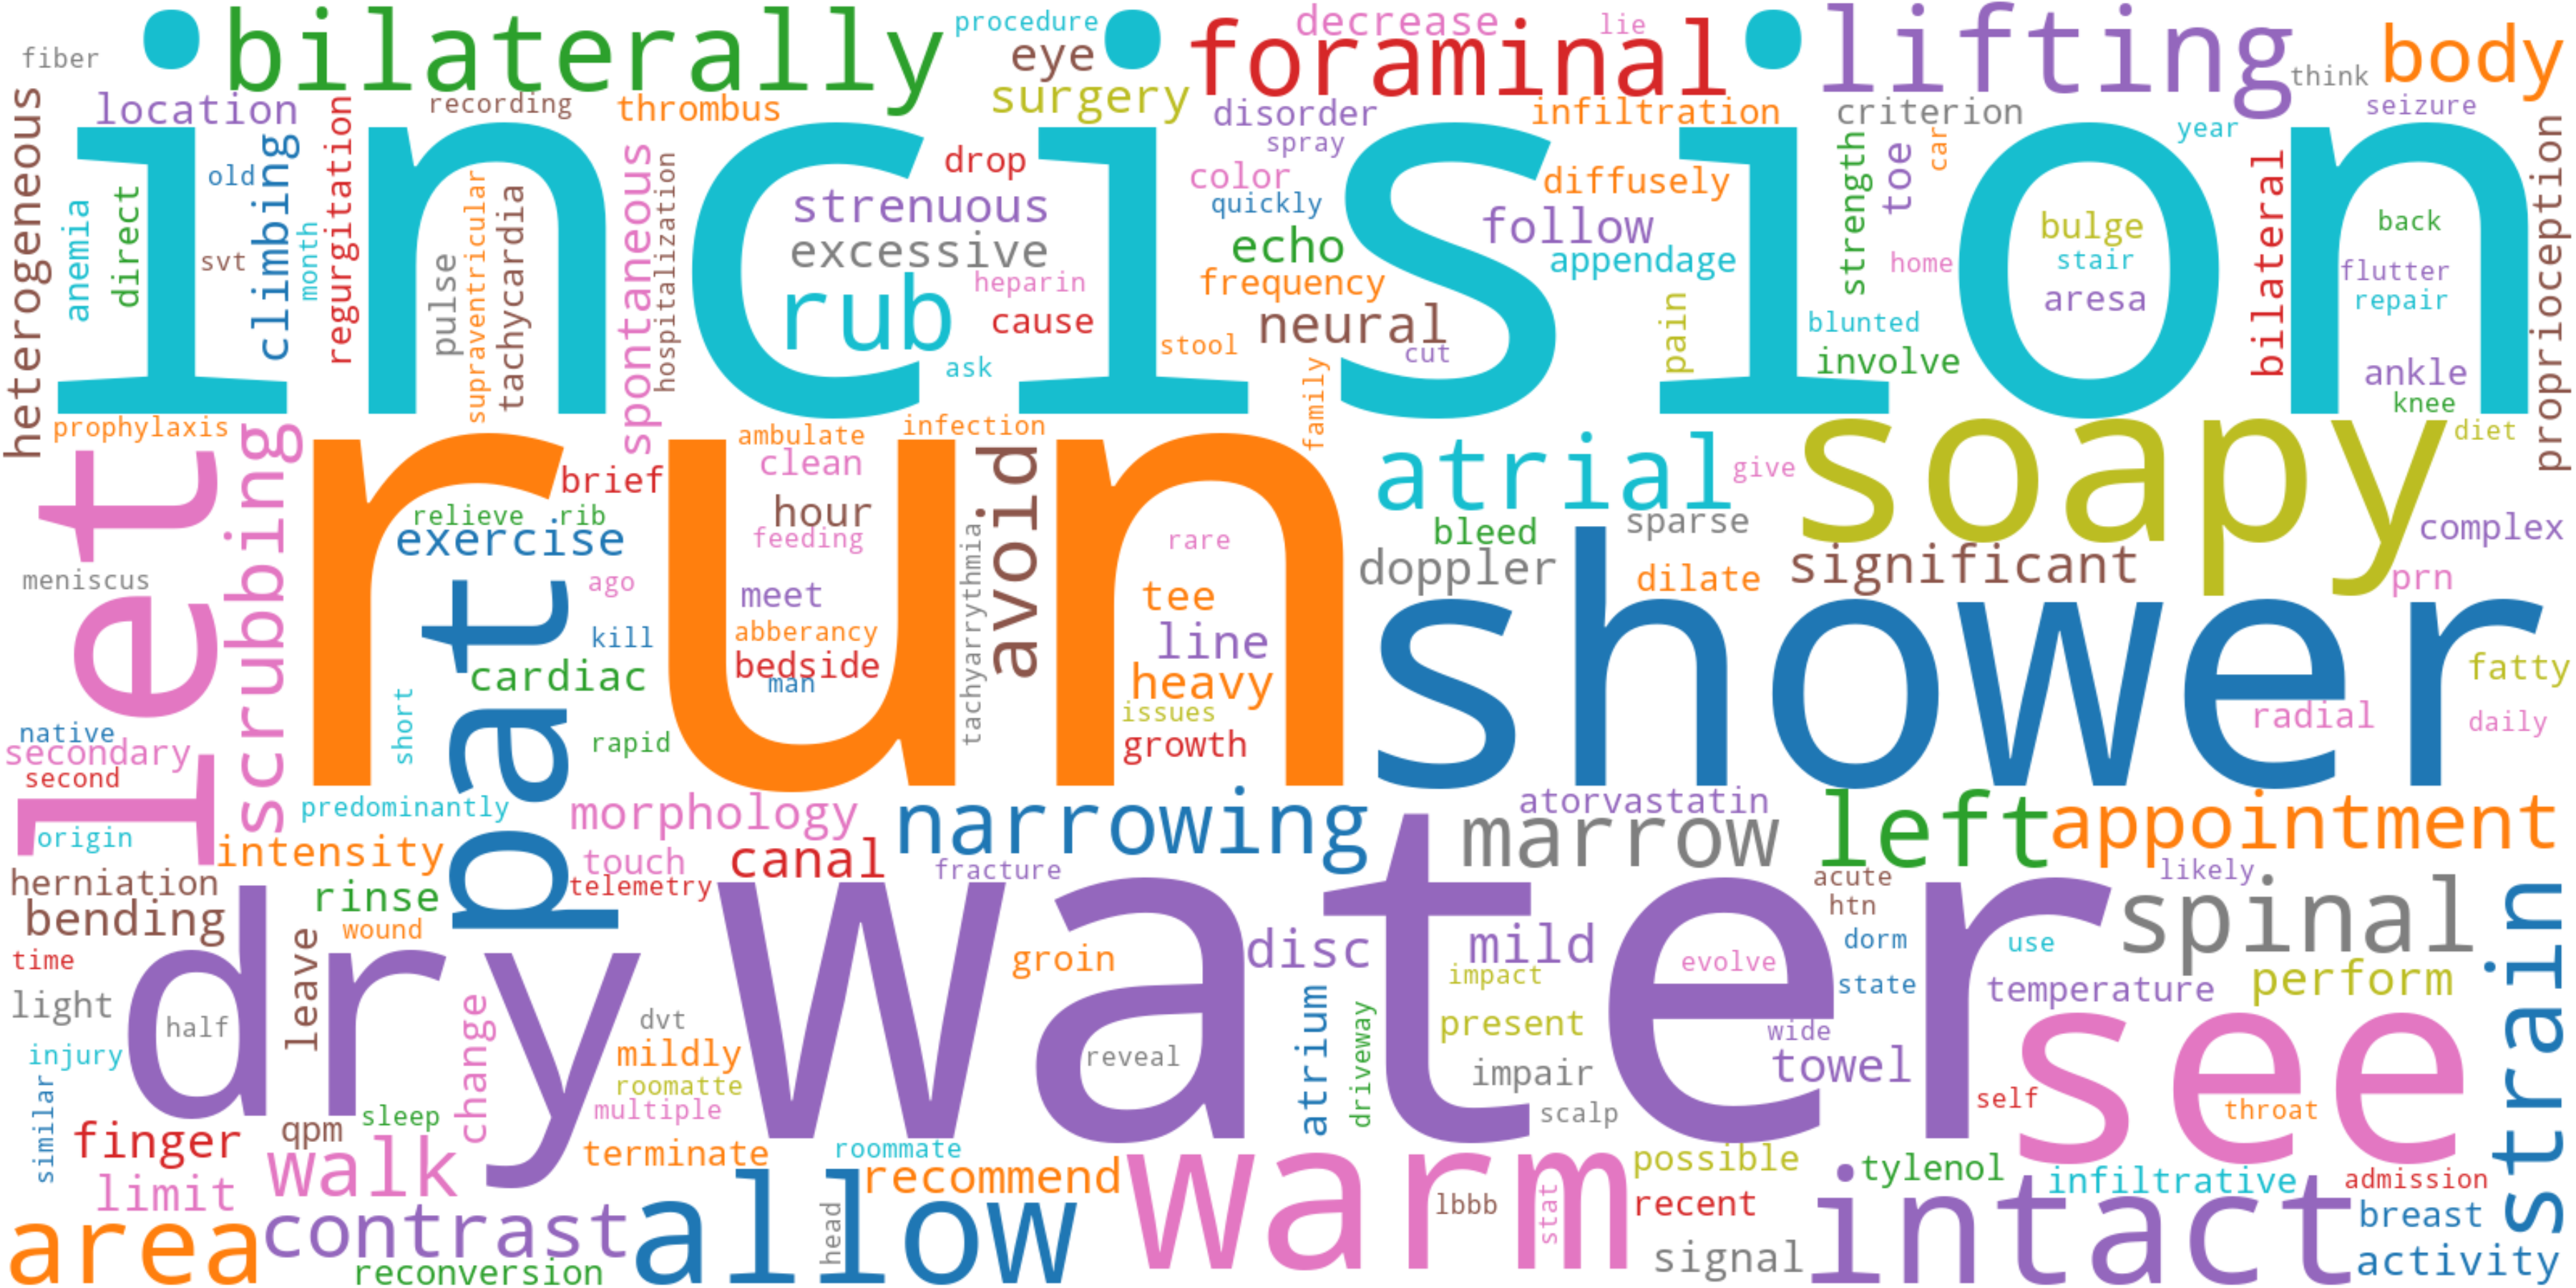 procedure
decrease
lie
bilaterally
foraminal
lifting
body
fiber
eye
think
location
recording
thrombus
surgery
disorder
infiltration
criterion
seizure
heterogeneous
incision
regurgitation
climbing
old
direct
anemia
svt
month
pulse
supraventricular
tachycardia
spontaneous
hospitalization
drop
strenuous
excessive
rub
heparin
cause
ask
spray
color
quickly
echo
frequency
neural
stool
cut
family
diffusely
follow
appendage
pain
strength
toe
car
year
home
blunted
involve
bulge
stair
aresa
bilateral
back
flutter
repair
ankle
knee
proprioception
prophylaxis
let
scrubbing
run
brief
ambulate
infection
clean
avoid
atrial
give
soapy
diet
relieve
rib
exercise
hour
feeding
rare
bleed
sparse
doppler
dilate
significant
complex
prn
meniscus
pat
ago
meet
tee
kill
abberancy
line
tachyarrythmia
cardiac
bedside
man
heavy
issues
growth
shower
fatty
radial
daily
native
secondary
second
short
rapid
origin
predominantly
morphology
narrowing
atorvastatin
marrow
left
appointment
intensity
touch
canal
fracture
telemetry
likely
herniation
rinse
acute
bending
wound
htn
spinal
strain
dry
water
time
leave
groin
disc
mild
dorm
use
light
impact
evolve
state
temperature
perform
half
change
dvt
atrium
driveway
present
wide
see
injury
mildly
reveal
impair
towel
similar
roomatte
multiple
scalp
self
throat
finger
qpm
sleep
walk
terminate
roommate
recommend
warm
possible
tylenol
infiltrative
admission
limit
lbbb
stat
recent
intact
breast
area
contrast
allow
head
signal
activity
reconversion